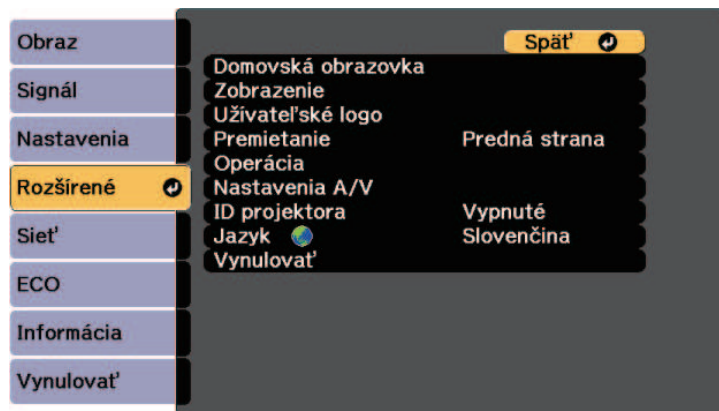 Obraz
Signál
Nastavenia
Rozšírené
Sieť
ECO
Informácia
Vynulovať
Späť
Domovská obrazovka
Zobrazenie
Užívateľské logo
Premietanie Predná strana
Operácia
Nastavenia A/V
ID projektora Vypnuté
Jazyk Slovenčina
Vynulovať